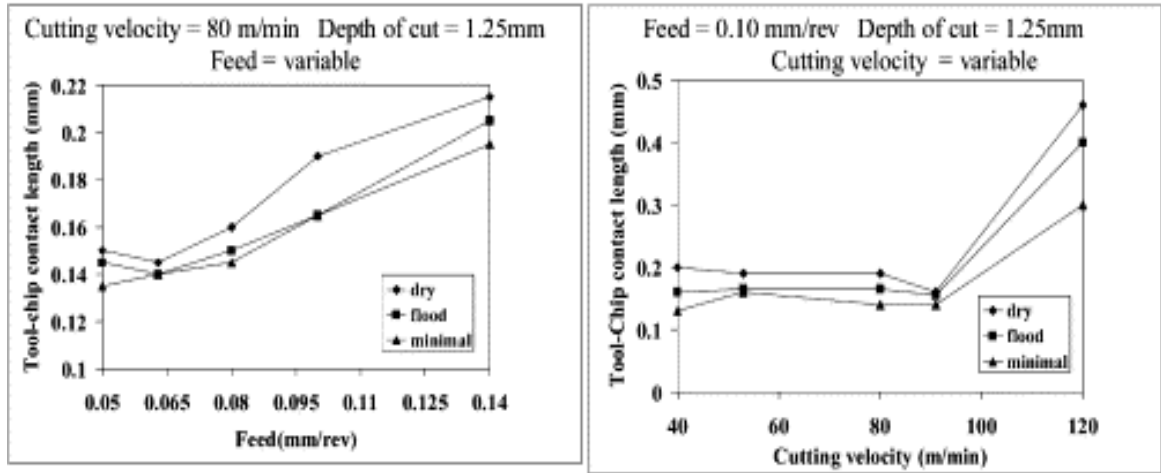 Cutting velocity = 80 m/min Depth of cut = 1.25mm
Feed = variable
Tool-chip contact length (mm)
0.22
0.2
0.18
0.16
0.14
0.12
0.1
dry
flood
minimal
0.05 0.065 0.08 0.095 0.11 0.125 0.14
Feed(mm/rev)
Feed = 0.10 mm/rev Depth of cut = 1.25mm
Cutting velocity = variable
Tool-Chip contact length (mm)
0.5
0.4
0.3
0.2
0.1
0
dry
flood
minimal
40 60 80 100 120
Cutting velocity (m/min)